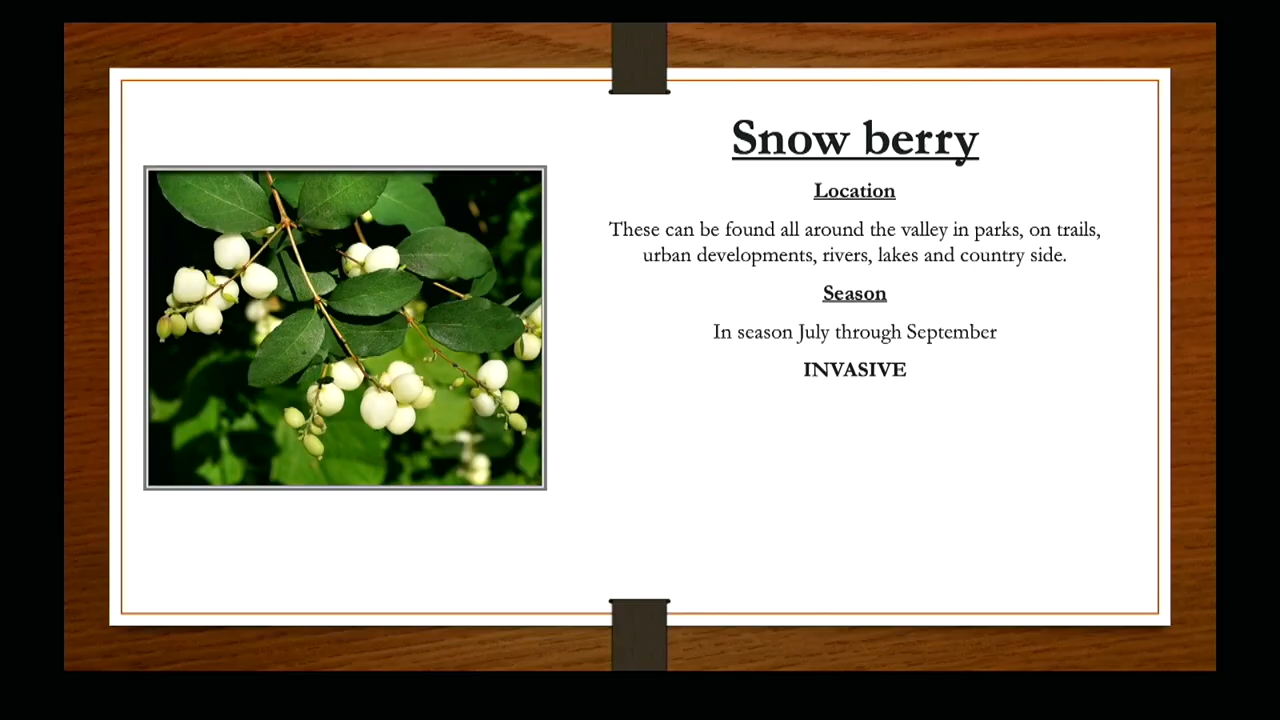 Snow berry
Location
These can be found all around the valley in parks, on trails,
urban developments, rivers, lakes and country side.
Season
In season July through September
INVASIVE